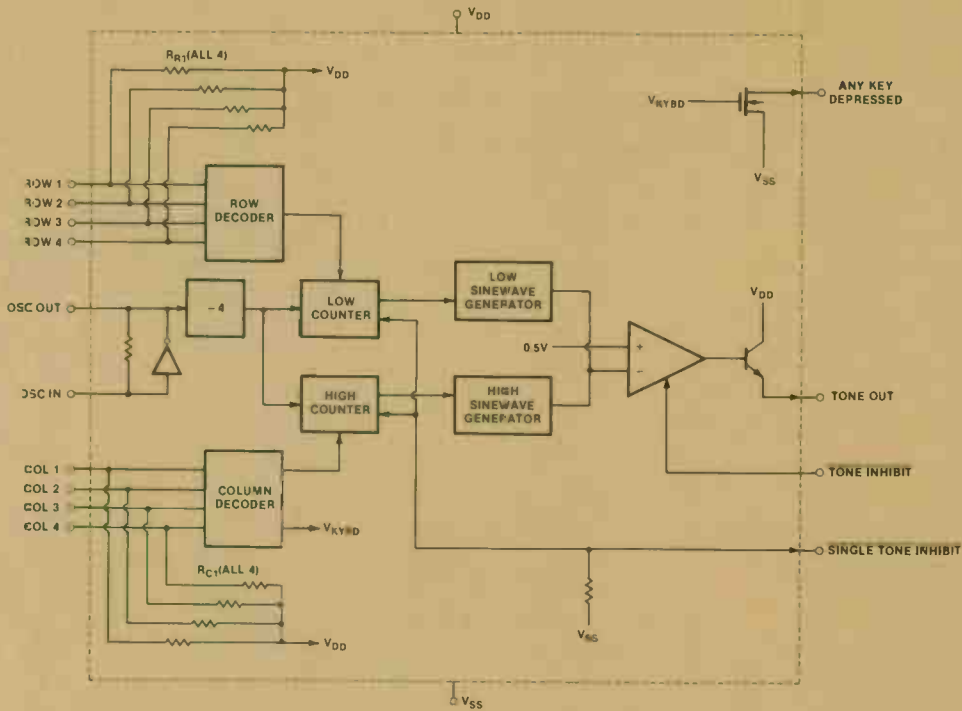 VDD
RR1(ALL 4)
VDD
ANY KEY
DEPRESSED
VKYBD
VSS
ROW 1
ROW 2
ROW 3
ROW 4
ROW
DECODER
OSC OUT
-4
LOW
COUNTER
LOW
SINEWAVE
GENERATOR
VDD
0.5V
+
-
OSC IN
HIGH
COUNTER
HIGH
SINEWAVE
GENERATOR
TONE OUT
COL 1
COL 2
COL 3
COL 4
COLUMN
DECODER
VKYBD
TONE INHIBIT
SINGLE TONE INHIBIT
RC1(ALL 4)
VSS
VDD
VSS